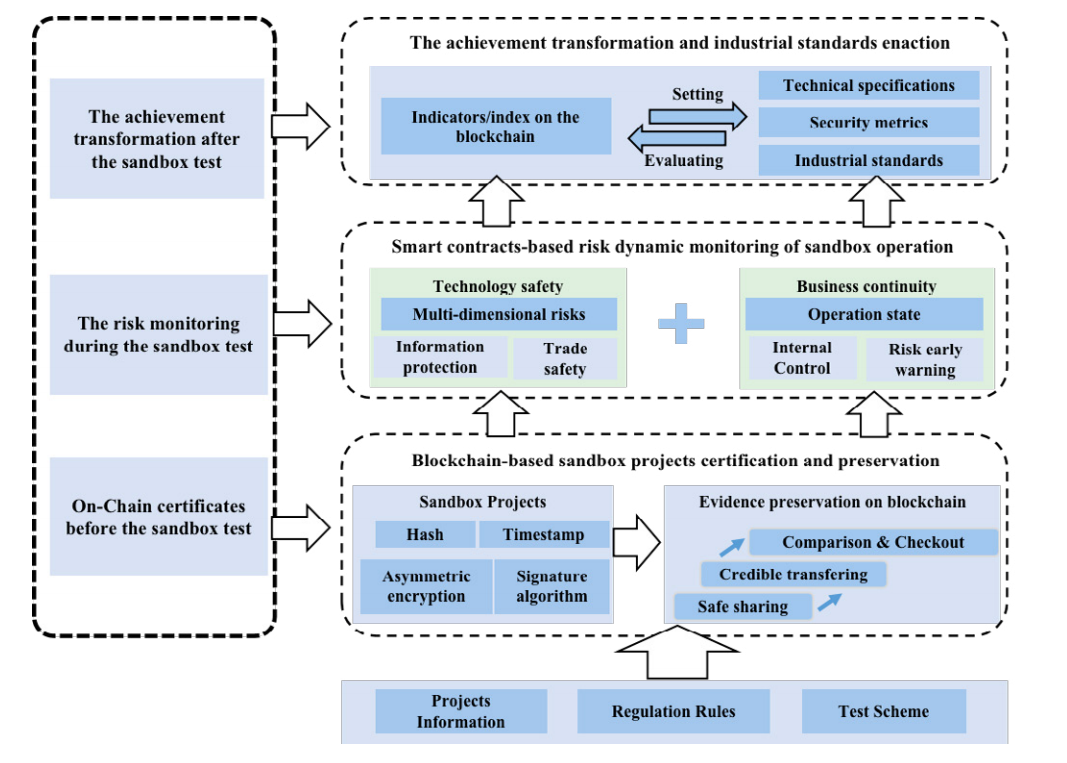 The achievement
transformation after
the sandbox test
The risk monitoring
during the sandbox test
On-Chain certificates
before the sandbox test
The achievement transformation and industrial standards enaction
Indicators/index on the
blockchain
Setting
Evaluating
Technical specifications
Security metrics
Industrial standards
Smart contracts-based risk dynamic monitoring of sandbox operation
Technology safety
Multi-dimensional risks
Information
protection
Trade
safety
Business continuity
Operation state
Internal
Control
Risk early
warning
Blockchain-based sandbox projects certification and preservation
Sandbox Projects
Hash
Timestamp
Asymmetric
encryption
Signature
algorithm
Evidence preservation on blockchain
Comparison & Checkout
Credible transfering
Safe sharing
Projects
Information
Regulation Rules
Test Scheme